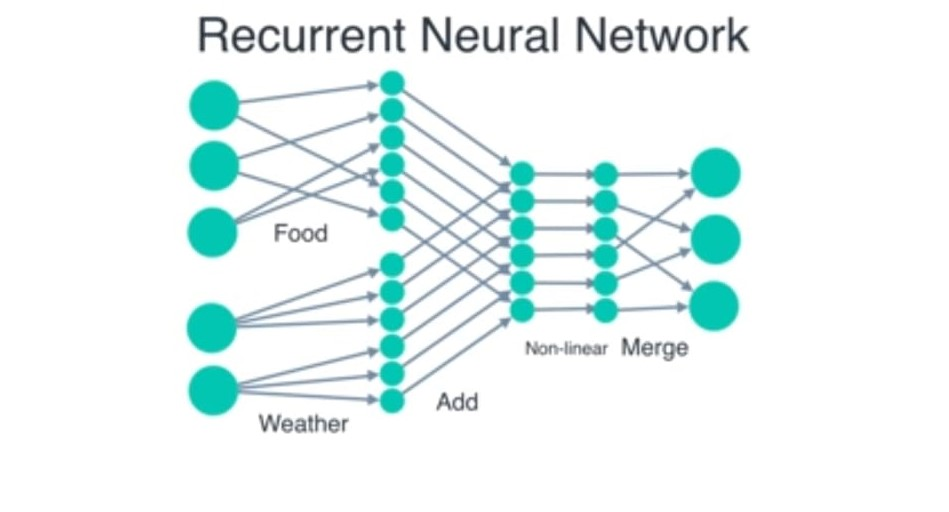 Recurrent Neural Network
Food
Non-linear Merge
Add
Weather